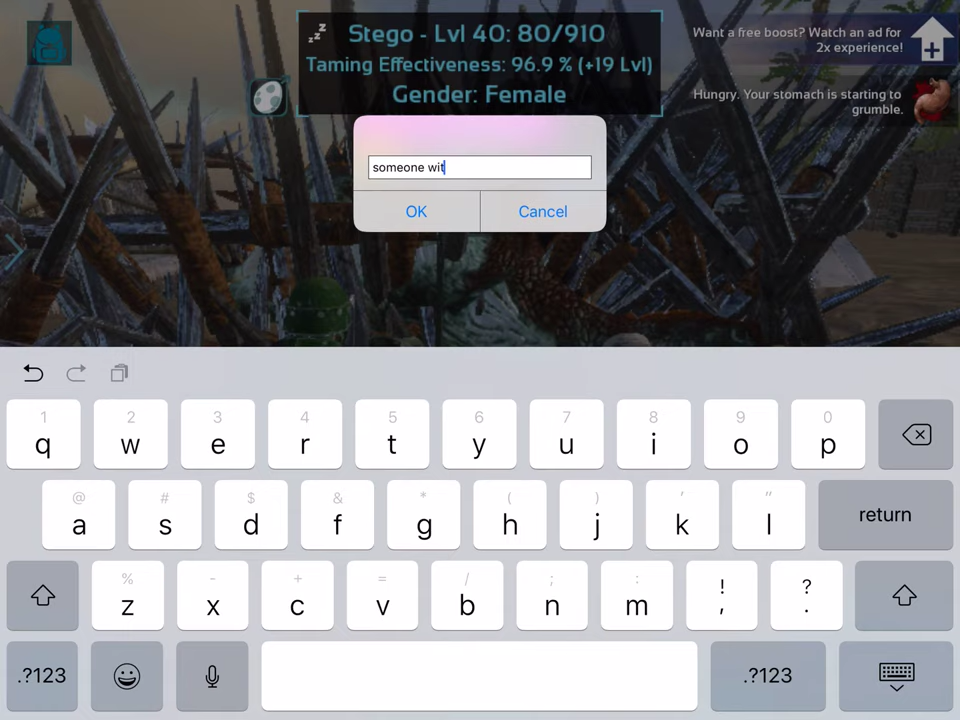 Stego - Lvl 40: 80/910
Taming Effectiveness: 96.9 % (+19 Lvl)
Gender: Female
Want a free boost? Watch an ad for
2x experience!
Hungry. Your stomach is starting to
grumble.
someone wit
OK Cancel
1 2 3 4 5 6 7 8 9 0
q w e r t y u i o p
@ # $ & * ( ) ' "
a s d f g h j k l return
% - + = / ; : ! ?
z x c v b n m , .
.?123 .?123